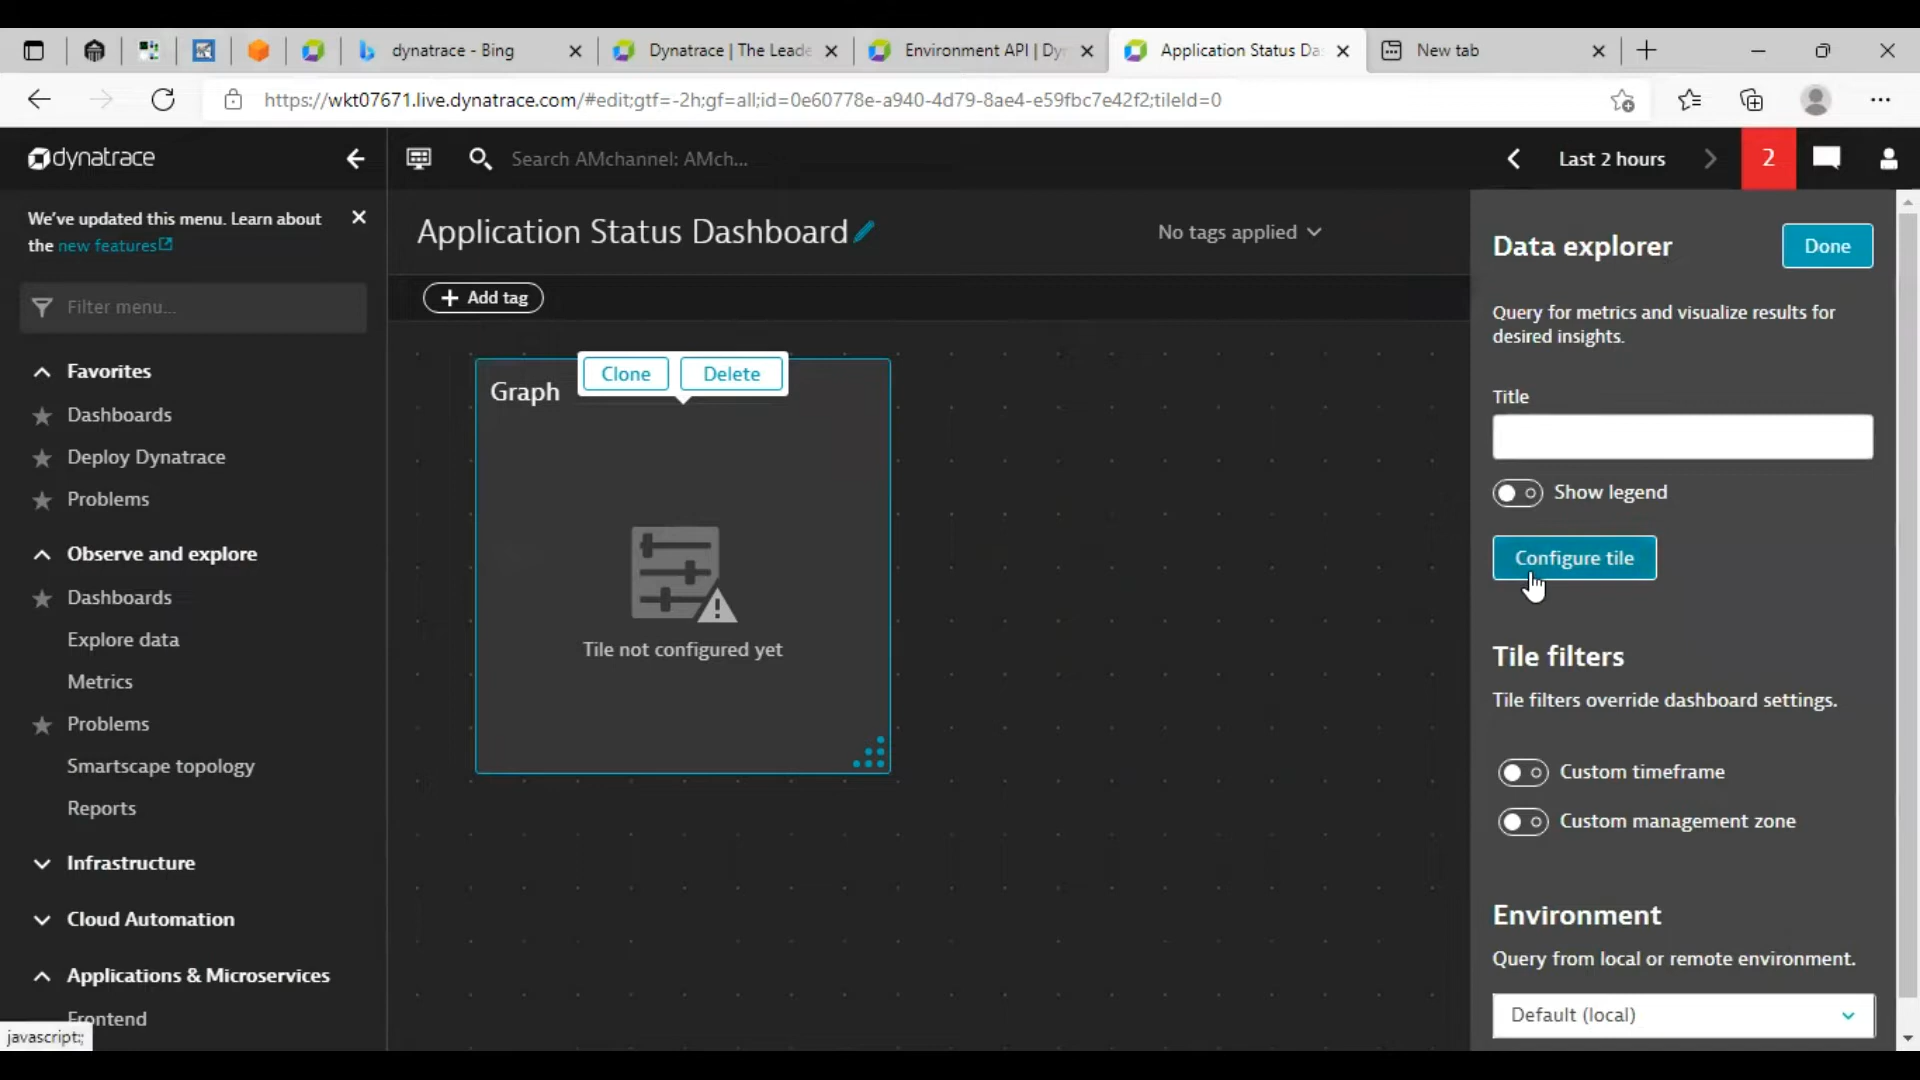 dynatrace - Bing
Dynatrace | The Leade
Environment API | Dy
Application Status Da
New tab
https://wkt07671.live.dynatrace.com/#edit;gtf=-2h;gf=all;id=0e60778e-a940-4d79-8ae4-e59fbc7e42f2;tileId=0
dynatrace
Search AMchannel: AMch...
Last 2 hours
2
We've updated this menu. Learn about
the new features
Filter menu...
Favorites
Dashboards
Deploy Dynatrace
Problems
Observe and explore
Dashboards
Explore data
Metrics
Problems
Smartscape topology
Reports
Infrastructure
Cloud Automation
Applications & Microservices
Frontend
javascript:;
Application Status Dashboard
No tags applied
Add tag
Clone
Delete
Graph
Tile not configured yet
Data explorer
Done
Query for metrics and visualize results for
desired insights.
Title
Show legend
Configure tile
Tile filters
Tile filters override dashboard settings.
Custom timeframe
Custom management zone
Environment
Query from local or remote environment.
Default (local)